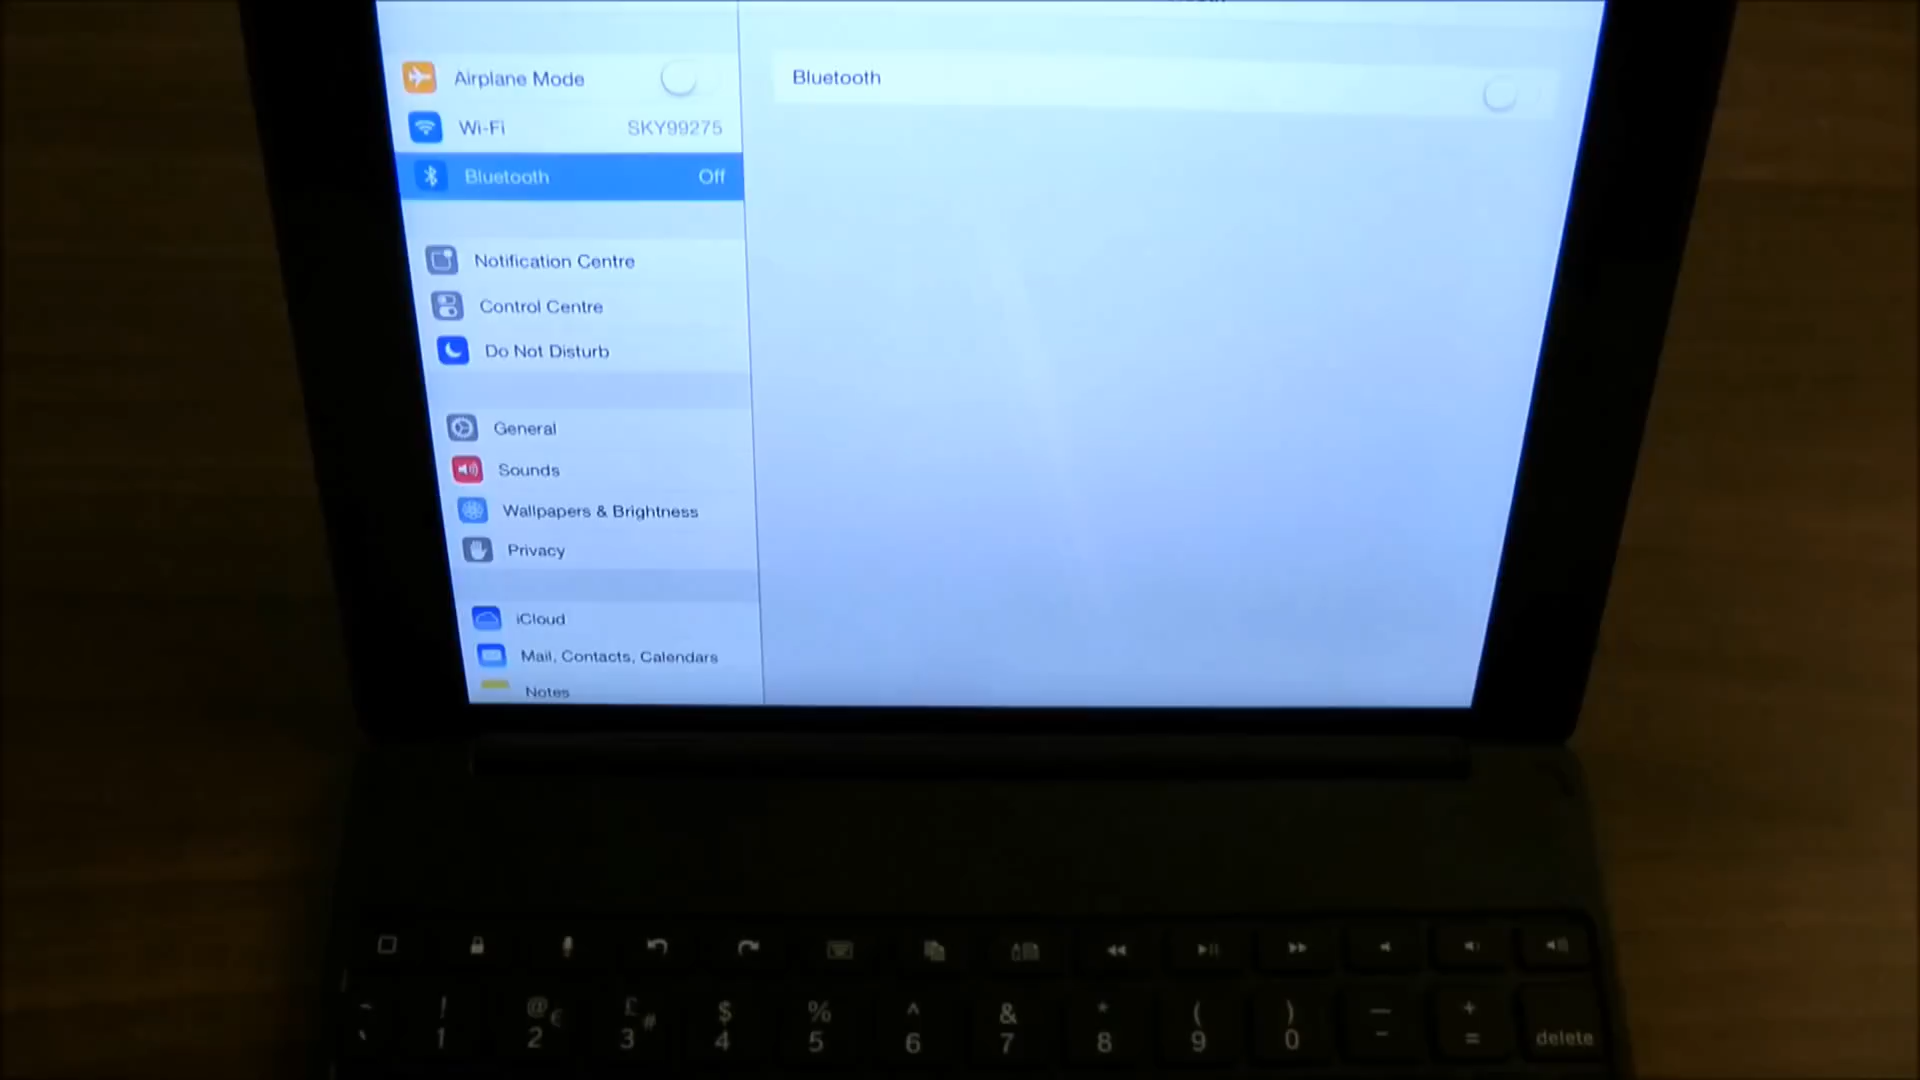 Airplane Mode
Wi-Fi SKY99275
Bluetooth Off
Notification Centre
Control Centre
Do Not Disturb
General
Sounds
Wallpapers & Brightness
Privacy
iCloud
Mail, Contacts, Calendars
Notes
Bluetooth
~ ! @ € £ # $ % ^ & * ( ) — +
` 1 2 3 4 5 6 7 8 9 0 - = delete